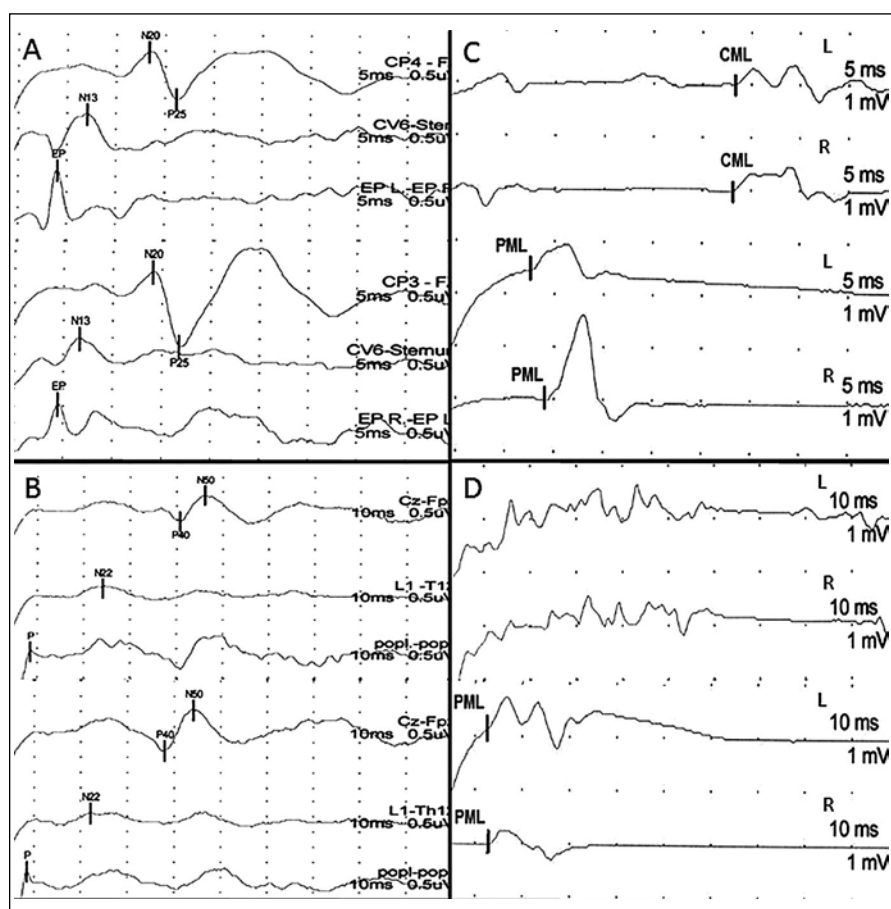 A
N20
CP4 - F
5ms 0.5u
P25
N13
CV6-Ster
5ms 0.5u
EP
EP L.-EP
5ms 0.5u
N20
CP3 - F
5ms 0.5u
P25
N13
CV6-Sternu
5ms 0.5u
EP
EP R.-EP L
5ms 0.5u
C
L
CML
5 ms
1 mV
R
CML
5 ms
1 mV
L
PML
5 ms
1 mV
R
PML
5 ms
1 mV
B
N50
Cz-Fp
10ms 0.5u
P40
N22
L1 -T1
10ms 0.5u
P
popl.-pop
10ms 0.5u
N50
Cz-Fp
10ms 0.5u
P40
N22
L1-Th1
10ms 0.5u
P
popl-pop
10ms 0.5u
D
L
10 ms
1 mV
R
10 ms
1 mV
L
PML
10 ms
1 mV
R
PML
10 ms
1 mV